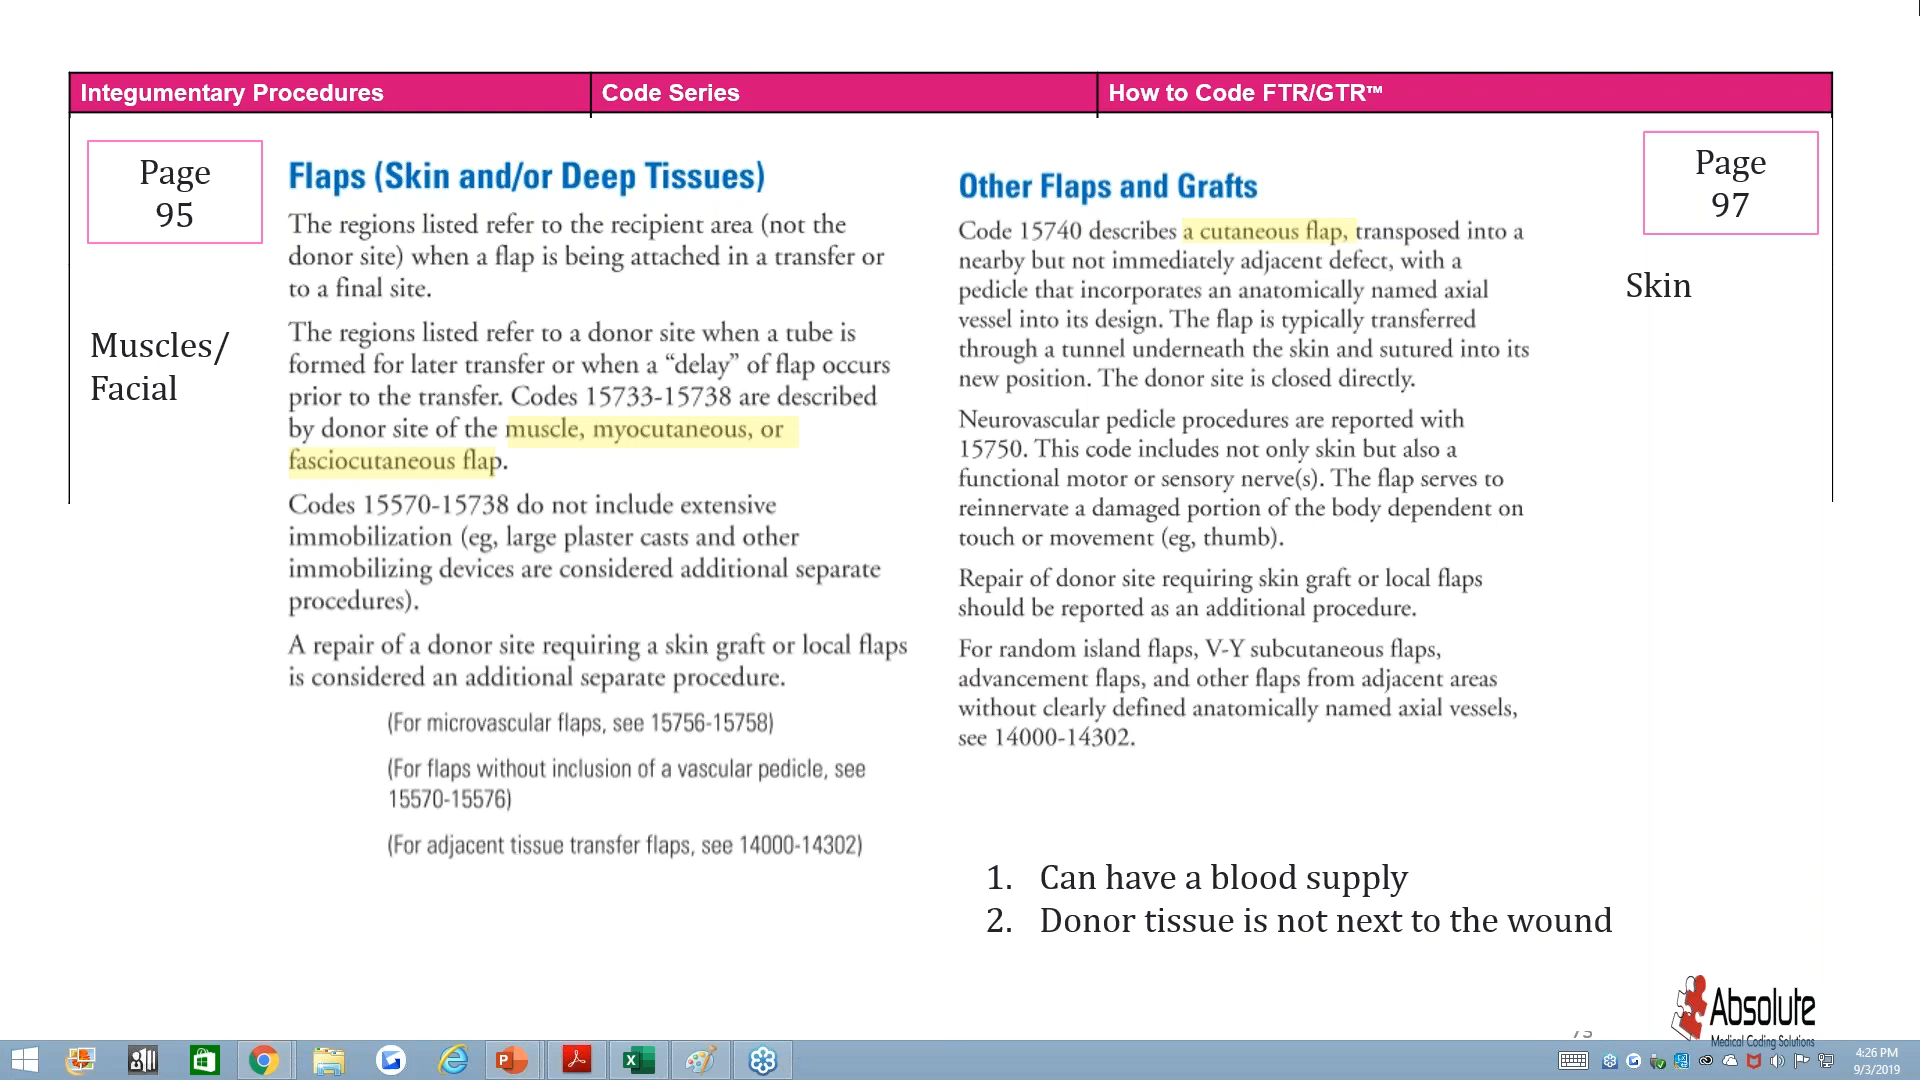 Integumentary Procedures
Code Series
How to Code FTR/GTR™
Page
95
Muscles/
Facial
Flaps (Skin and/or Deep Tissues)
The regions listed refer to the recipient area (not the
donor site) when a flap is being attached in a transfer or
to a final site.
The regions listed refer to a donor site when a tube is
formed for later transfer or when a “delay” of flap occurs
prior to the transfer. Codes 15733-15738 are described
by donor site of the muscle, myocutaneous, or
fasciocutaneous flap.
Codes 15570-15738 do not include extensive
immobilization (eg, large plaster casts and other
immobilizing devices are considered additional separate
procedures).
A repair of a donor site requiring a skin graft or local flaps
is considered an additional separate procedure.
(For microvascular flaps, see 15756-15758)
(For flaps without inclusion of a vascular pedicle, see
15570-15576)
(For adjacent tissue transfer flaps, see 14000-14302)
Other Flaps and Grafts
Code 15740 describes a cutaneous flap, transposed into a
nearby but not immediately adjacent defect, with a
pedicle that incorporates an anatomically named axial
vessel into its design. The flap is typically transferred
through a tunnel underneath the skin and sutured into its
new position. The donor site is closed directly.
Neurovascular pedicle procedures are reported with
15750. This code includes not only skin but also a
functional motor or sensory nerve(s). The flap serves to
reinnervate a damaged portion of the body dependent on
touch or movement (eg, thumb).
Repair of donor site requiring skin graft or local flaps
should be reported as an additional procedure.
For random island flaps, V-Y subcutaneous flaps,
advancement flaps, and other flaps from adjacent areas
without clearly defined anatomically named axial vessels,
see 14000-14302.
Page
97
Skin
1. Can have a blood supply
2. Donor tissue is not next to the wound
Absolute
Medical Coding Solutions
4:26 PM
9/3/2019